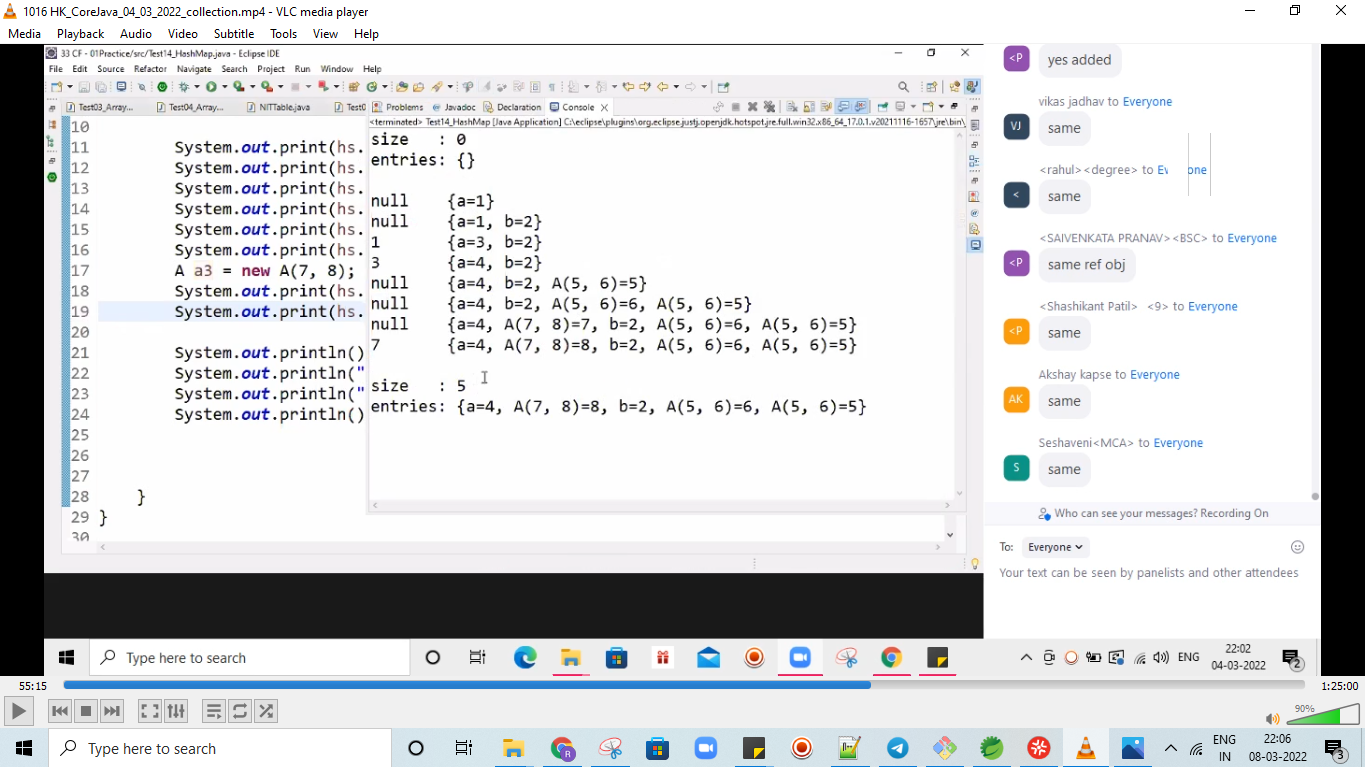 1016 HK_CoreJava_04_03_2022_collection.mp4 - VLC media player
Media Playback Audio Video Subtitle Tools View Help
33 CF - 01Practice/src/Test14_HashMap.java - Eclipse IDE
File Edit Source Refactor Navigate Search Project Run Window Help
Test03_Array... Test04_Array... NITTable.java Test0 Problems Javadoc Declaration Console
<terminated> Test14_HashMap [Java Application] C:\eclipse\plugins\org.eclipse.justj.openjdk.hotspot.jre.full.win32.x86_64_17.0.1.v20211116-1657\jre\bin\
10
11 System.out.print(hs.
12 System.out.print(hs.
13 System.out.print(hs.
14 System.out.print(hs.
15 System.out.print(hs.
16 System.out.print(hs.
17 A a3 = new A(7, 8);
18 System.out.print(hs.
19 System.out.print(hs.
20
21 System.out.println()
22 System.out.println("
23 System.out.println("
24 System.out.println()
25
26
27
28 }
29 }
30
size : 0
entries: {}
null {a=1}
null {a=1, b=2}
1 {a=3, b=2}
3 {a=4, b=2}
null {a=4, b=2, A(5, 6)=5}
null {a=4, b=2, A(5, 6)=6, A(5, 6)=5}
null {a=4, A(7, 8)=7, b=2, A(5, 6)=6, A(5, 6)=5}
7 {a=4, A(7, 8)=8, b=2, A(5, 6)=6, A(5, 6)=5}
size : 5
entries: {a=4, A(7, 8)=8, b=2, A(5, 6)=6, A(5, 6)=5}
<P yes added
vikas jadhav to Everyone
VJ same
<rahul><degree> to Ev one
< same
<SAIVENKATA PRANAV><BSC> to Everyone
<P same ref obj
<Shashikant Patil> <9> to Everyone
<P same
Akshay kapse to Everyone
AK same
Seshaveni<MCA> to Everyone
S same
Who can see your messages? Recording On
To: Everyone
Your text can be seen by panelists and other attendees
Type here to search
ENG
22:02
04-03-2022
2
55:15
1:25:00
90%
Type here to search
R
ENG
IN
22:06
08-03-2022
3